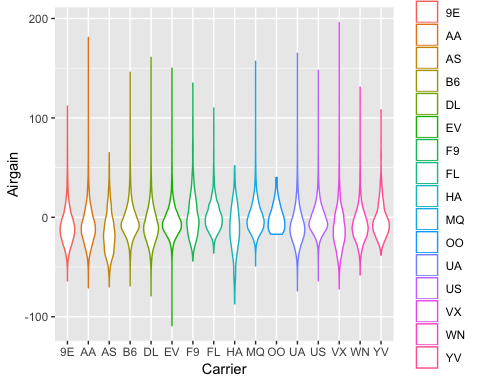 200
100
0
-100
Airgain
9E AA AS B6 DL EV F9 FL HA MQ OO UA US VX WN YV
Carrier
9E
AA
AS
B6
DL
EV
F9
FL
HA
MQ
OO
UA
US
VX
WN
YV